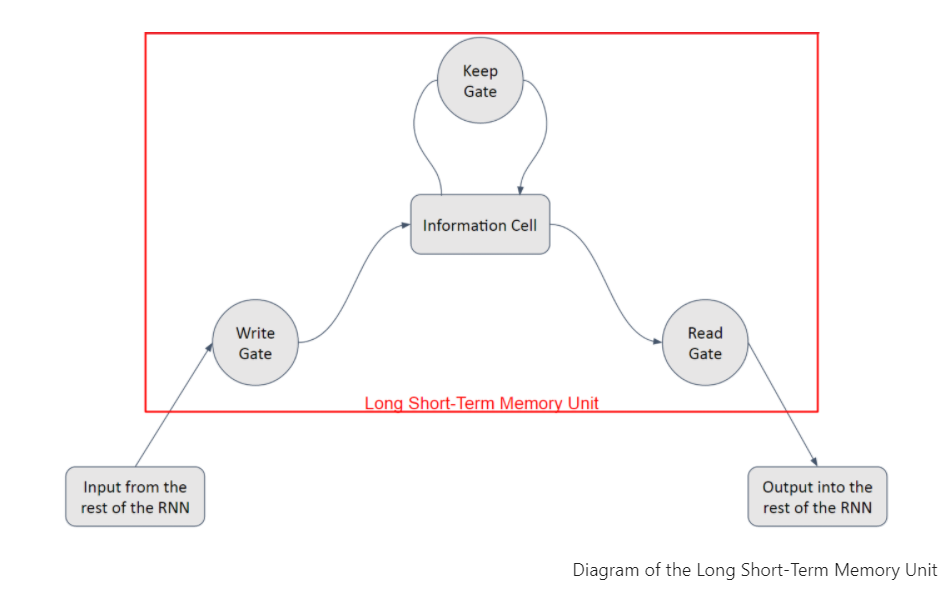 Keep
Gate
Information Cell
Write
Gate
Read
Gate
Long Short-Term Memory Unit
Input from the
rest of the RNN
Output into the
rest of the RNN
Diagram of the Long Short-Term Memory Unit